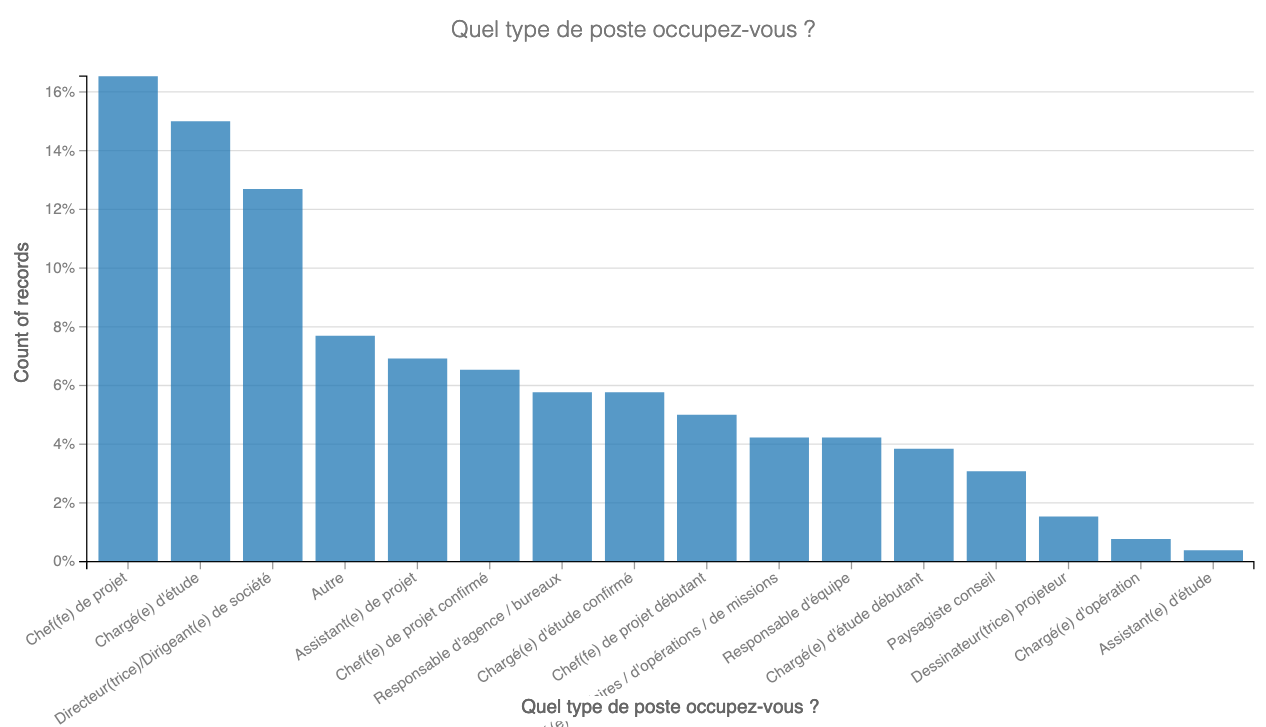 Quel type de poste occupez-vous ?
Count of records
16%
14%
12%
10%
8%
6%
4%
2%
0%
Chef(fe) de projet
Chargé(e) d'étude
Directeur(trice)/Dirigeant(e) de société
Autre
Assistant(e) de projet
Chef(fe) de projet confirmé
Responsable d'agence / bureaux
Chargé(e) d'étude confirmé
Chef(fe) de projet débutant
/ d'opérations / de missions
Responsable d'équipe
Chargé(e) d'étude débutant
Paysagiste conseil
Dessinateur(trice) projeteur
Chargé(e) d'opération
Assistant(e) d'étude
Quel type de poste occupez-vous ?